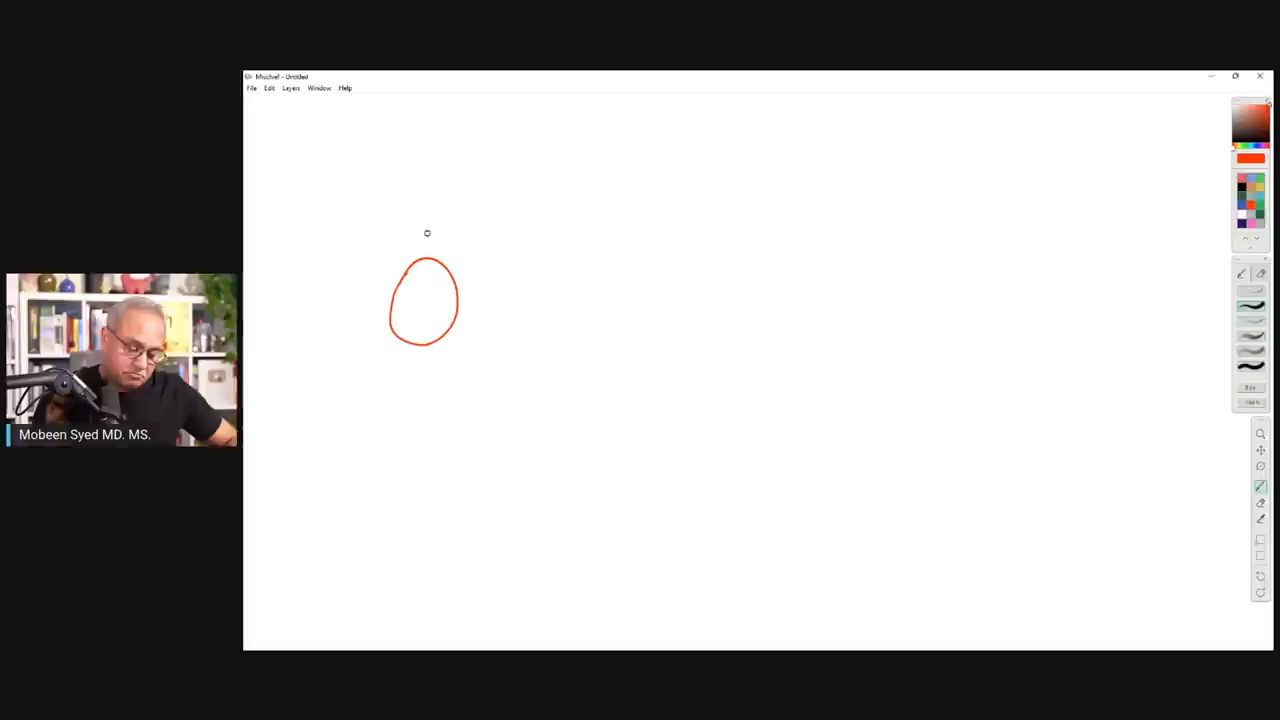 Mischief - Untitled
File Edit Layers Window Help
Mobeen Syed MD. MS.